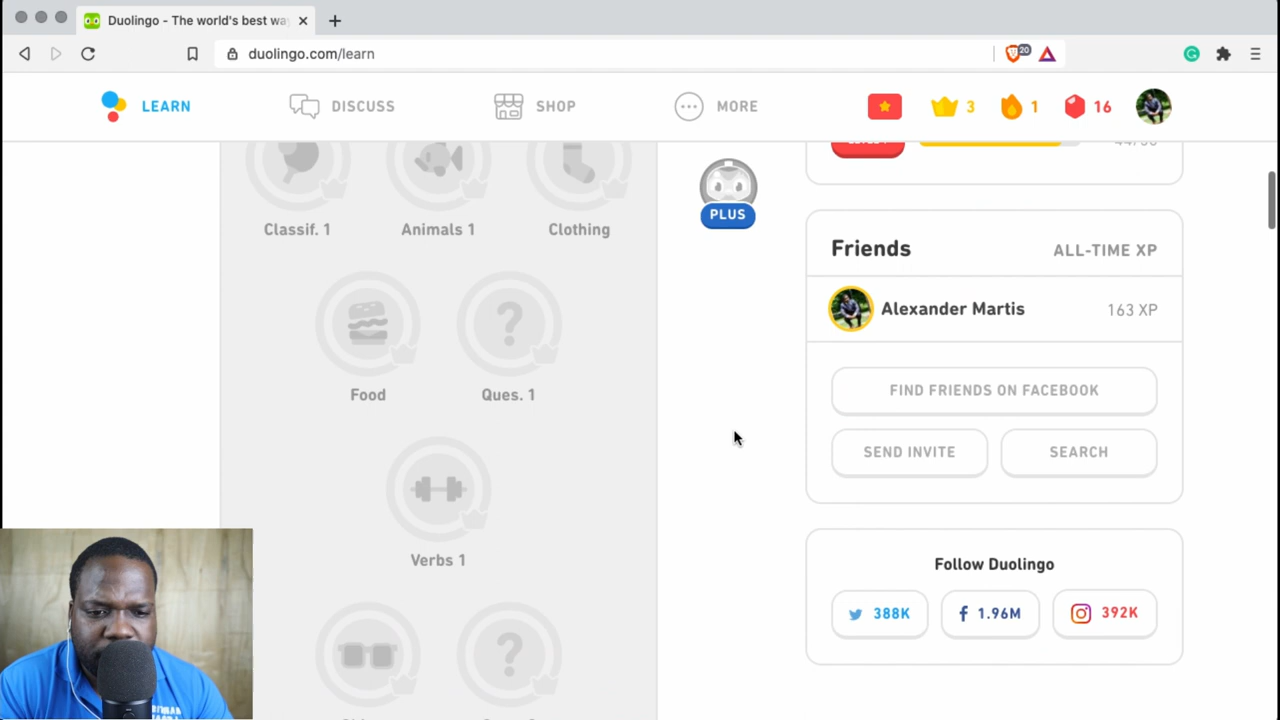 Duolingo - The world's best wa
duolingo.com/learn
20
LEARN
DISCUSS
SHOP
MORE
3
1
16
Classif. 1
Animals 1
Clothing
Food
Ques. 1
Verbs 1
PLUS
Friends
ALL-TIME XP
Alexander Martis
163 XP
FIND FRIENDS ON FACEBOOK
SEND INVITE
SEARCH
Follow Duolingo
388K
1.96M
392K